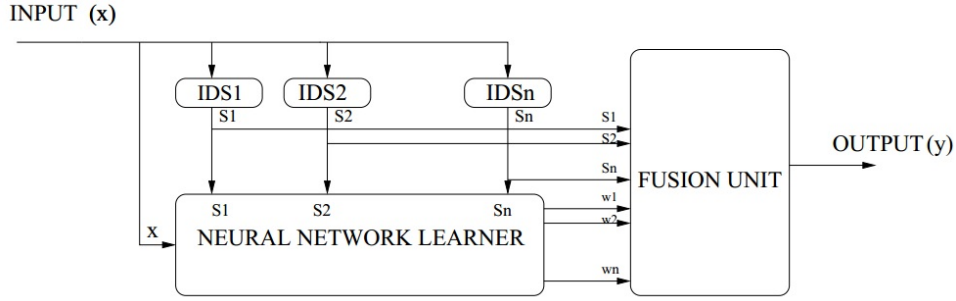 INPUT (x)
IDS1 IDS2 IDSn
S1 S2 Sn
S1
S2
Sn
OUTPUT (y)
FUSION UNIT
w1
w2
wn
S1 S2 Sn
x
NEURAL NETWORK LEARNER